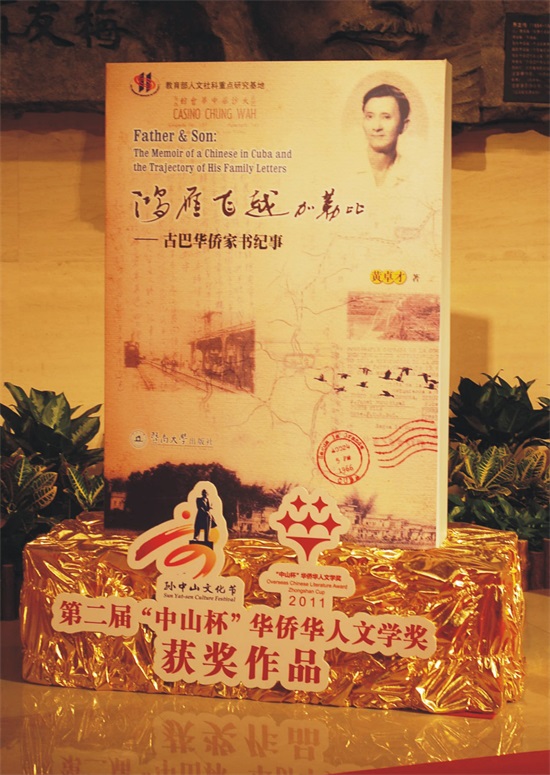 友梅
教育部人文社科重点研究基地
CASINO CHUNG WAH
Father & Son:
The Memoir of a Chinese in Cuba and
the Trajectory of His Family Letters
鸿雁飞越加勒比
——古巴华侨家书纪事
黄卓才 著
暨南大学出版社
孙中山文化节
Sun Yat-sen Culture Festival
“中山杯”华侨华人文学奖
Overseas Chinese Literature Award
Zhongshan Cup
2011
第二届“中山杯”华侨华人文学奖
获奖作品